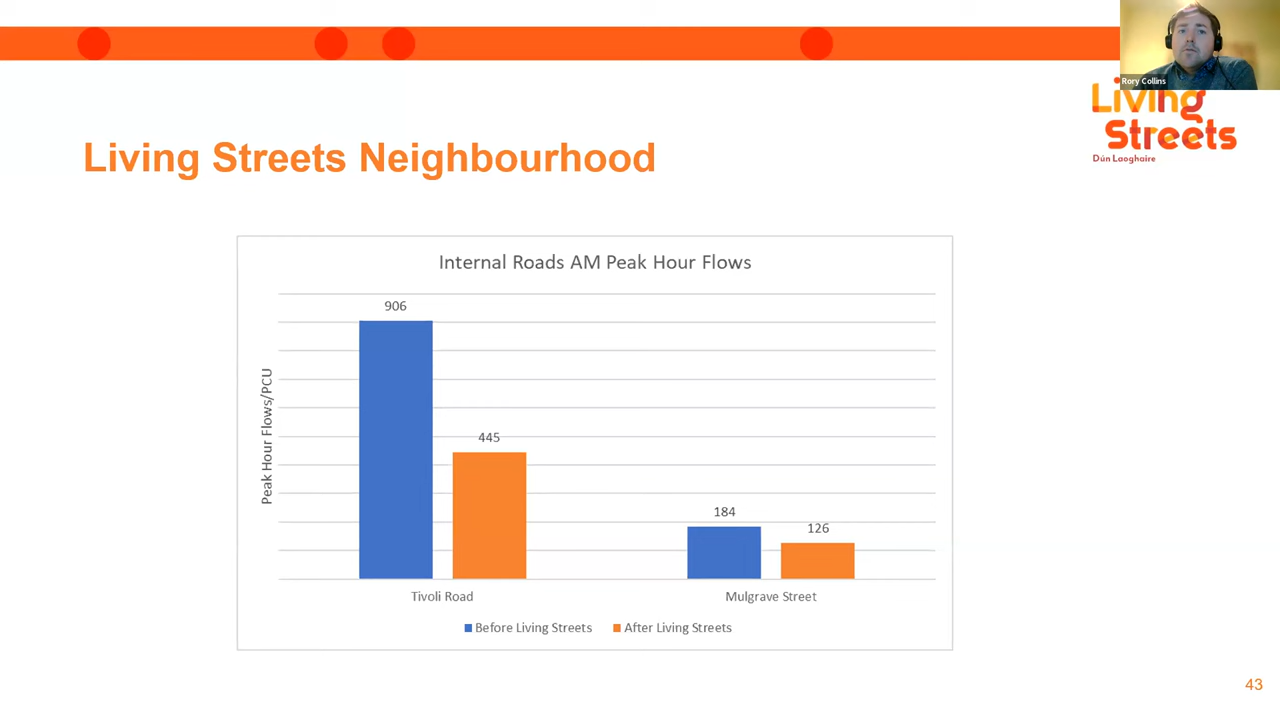 Rory Collins
Living
Streets
Dún Laoghaire
Living Streets Neighbourhood
Internal Roads AM Peak Hour Flows
Peak Hour Flows/PCU
906
445
184
126
Tivoli Road
Mulgrave Street
Before Living Streets
After Living Streets
43